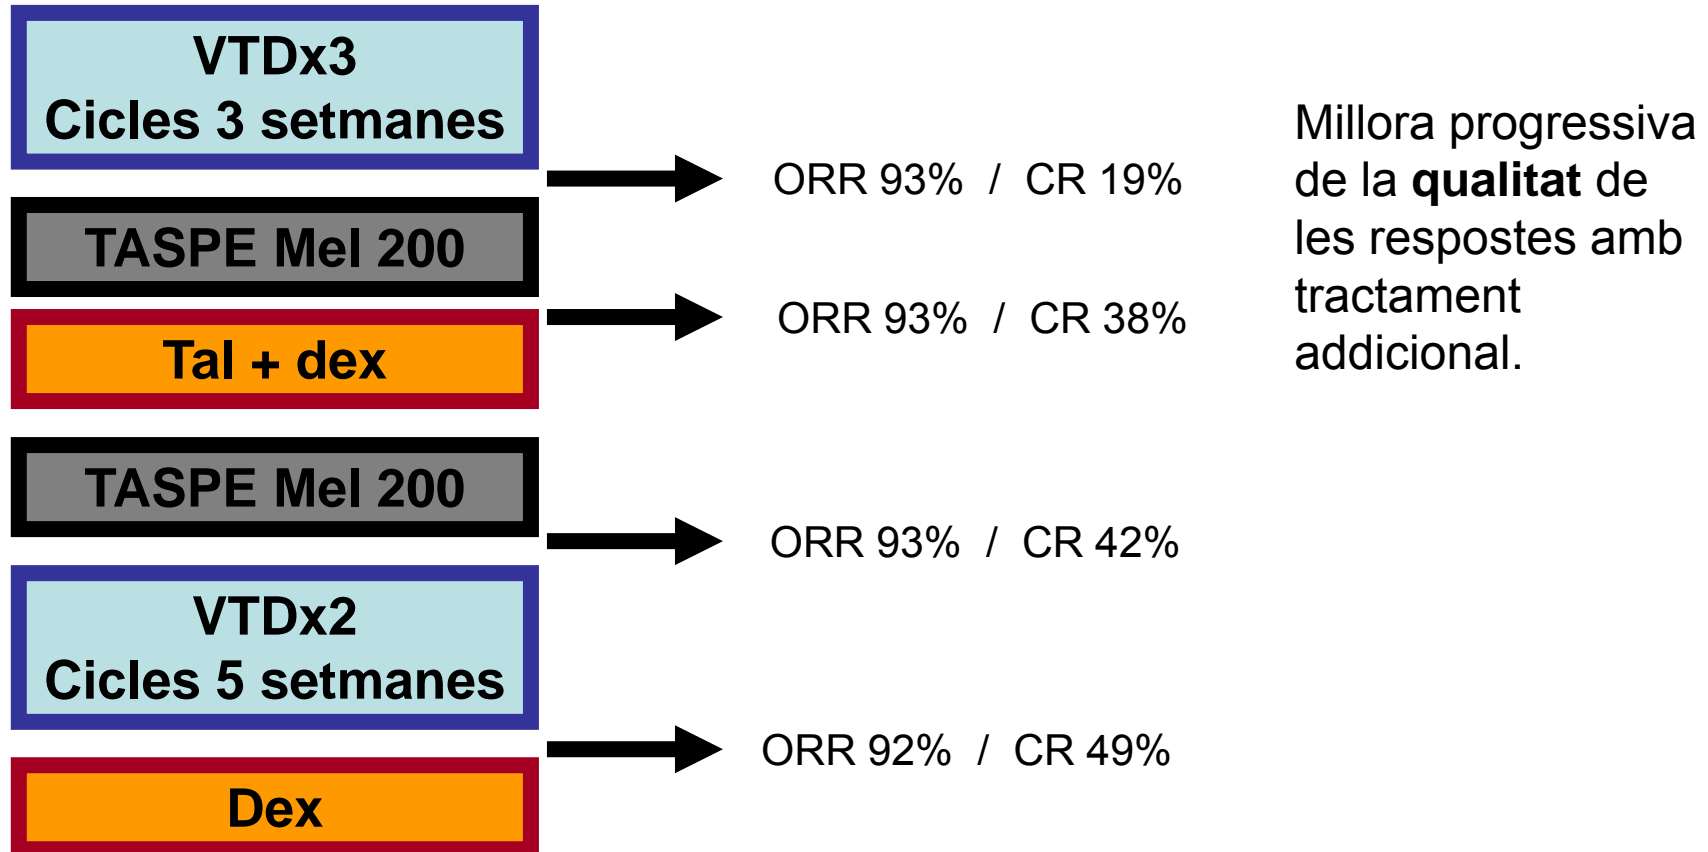 VTDx3
Cicles 3 setmanes
ORR 93% / CR 19%
TASPE Mel 200
ORR 93% / CR 38%
Tal + dex
TASPE Mel 200
ORR 93% / CR 42%
VTDx2
Cicles 5 setmanes
ORR 92% / CR 49%
Dex
Millora progressiva
de la qualitat de
les respostes amb
tractament
addicional.